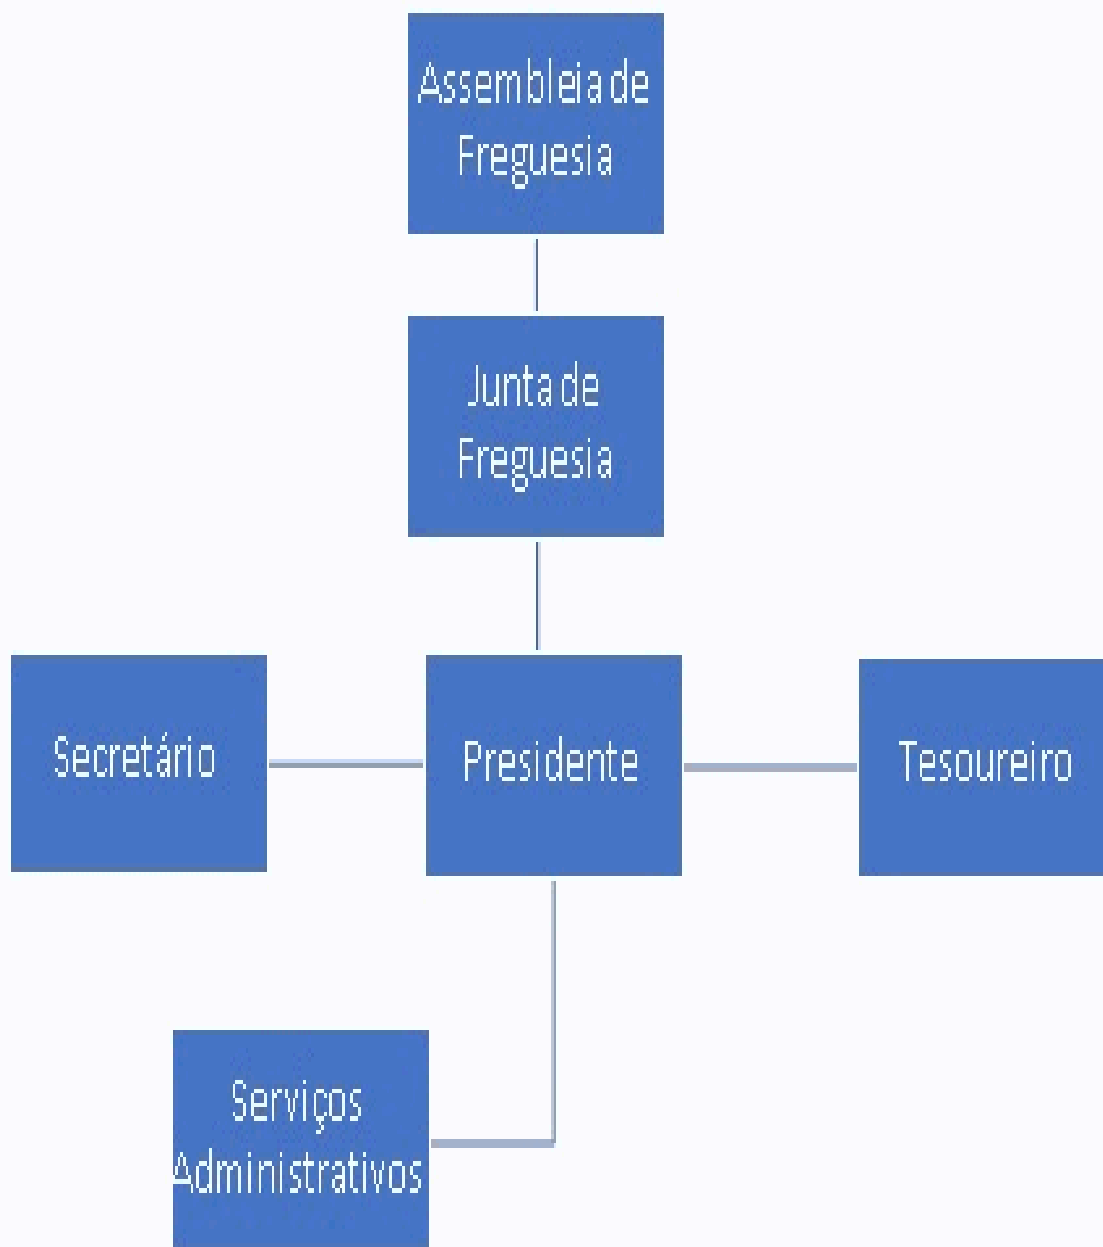 Assembleia de
Freguesia
Junta de
Freguesia
Secretário
Presidente
Tesoureiro
Serviços
Administrativos